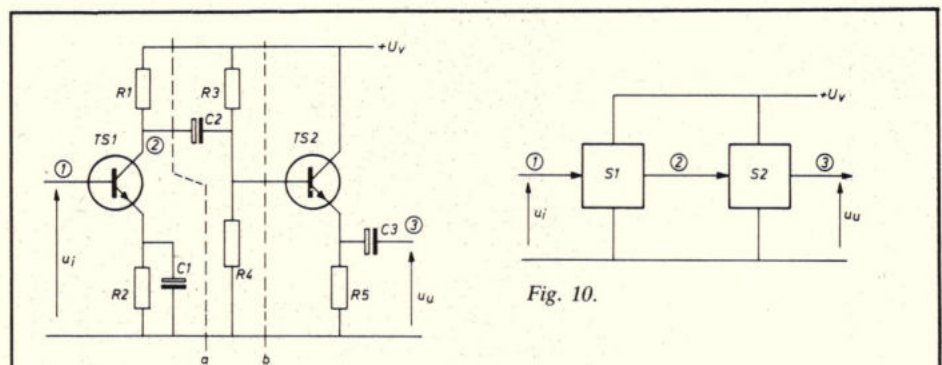 +Uv
R1
R3
C2
TS1
②
TS2
①
ui
C1
R2
R4
C3
③
R5
uu
a
b
+Uv
①
S1
②
S2
③
ui
uu
Fig. 10.